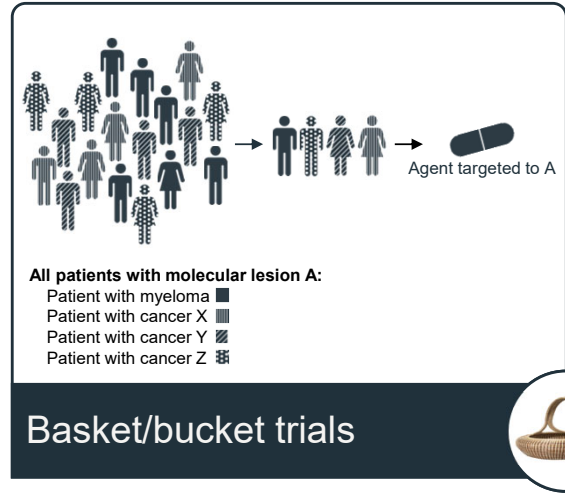 Agent targeted to A
All patients with molecular lesion A:
Patient with myeloma
Patient with cancer X
Patient with cancer Y
Patient with cancer Z
Basket/bucket trials